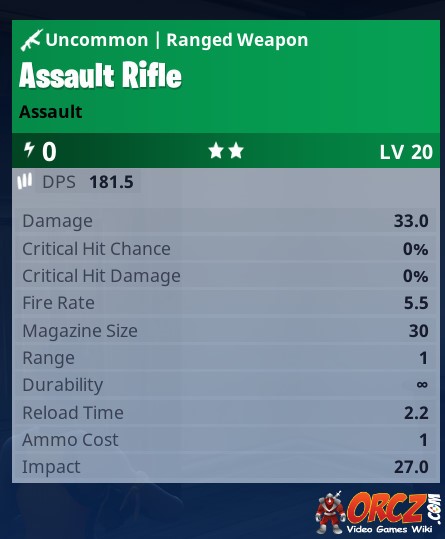 Uncommon | Ranged Weapon
Assault Rifle
Assault
0 LV 20
DPS 181.5
Damage 33.0
Critical Hit Chance 0%
Critical Hit Damage 0%
Fire Rate 5.5
Magazine Size 30
Range 1
Durability ∞
Reload Time 2.2
Ammo Cost 1
Impact 27.0
ORCZ.COM
Video Games Wiki